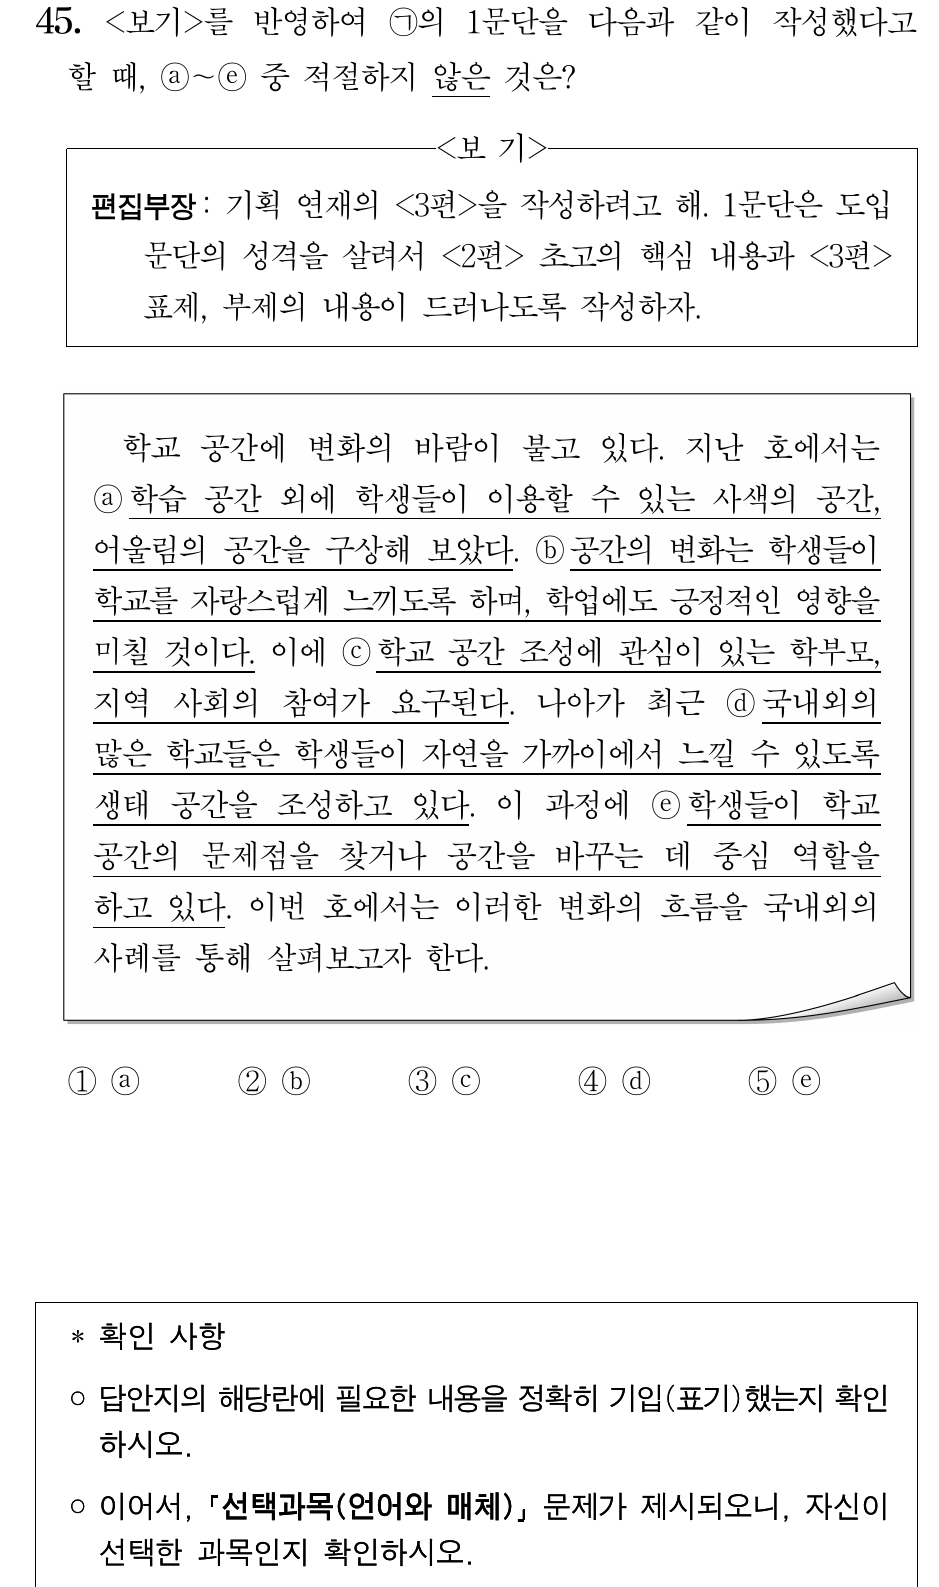 45. <보기>를 반영하여 ㉠의 1문단을 다음과 같이 작성했다고
할 때, ⓐ~ⓔ 중 적절하지 않은 것은?
<보 기>
편집부장 : 기획 연재의 <3편>을 작성하려고 해. 1문단은 도입
문단의 성격을 살려서 <2편> 초고의 핵심 내용과 <3편>
표제, 부제의 내용이 드러나도록 작성하자.
학교 공간에 변화의 바람이 불고 있다. 지난 호에서는
ⓐ학습 공간 외에 학생들이 이용할 수 있는 사색의 공간,
어울림의 공간을 구상해 보았다. ⓑ공간의 변화는 학생들이
학교를 자랑스럽게 느끼도록 하며, 학업에도 긍정적인 영향을
미칠 것이다. 이에 ⓒ학교 공간 조성에 관심이 있는 학부모,
지역 사회의 참여가 요구된다. 나아가 최근 ⓓ국내외의
많은 학교들은 학생들이 자연을 가까이에서 느낄 수 있도록
생태 공간을 조성하고 있다. 이 과정에 ⓔ학생들이 학교
공간의 문제점을 찾거나 공간을 바꾸는 데 중심 역할을
하고 있다. 이번 호에서는 이러한 변화의 흐름을 국내외의
사례를 통해 살펴보고자 한다.
① ⓐ ② ⓑ ③ ⓒ ④ ⓓ ⑤ ⓔ
* 확인 사항
○ 답안지의 해당란에 필요한 내용을 정확히 기입(표기)했는지 확인
하시오.
○ 이어서, 「선택과목(언어와 매체)」 문제가 제시되오니, 자신이
선택한 과목인지 확인하시오.